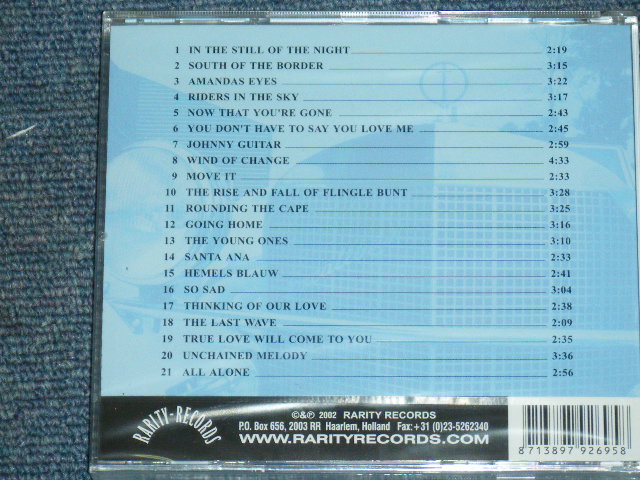 1 IN THE STILL OF THE NIGHT 2:19
2 SOUTH OF THE BORDER 3:15
3 AMANDAS EYES 3:22
4 RIDERS IN THE SKY 3:17
5 NOW THAT YOU'RE GONE 2:43
6 YOU DON'T HAVE TO SAY YOU LOVE ME 2:45
7 JOHNNY GUITAR 2:59
8 WIND OF CHANGE 4:33
9 MOVE IT 2:33
10 THE RISE AND FALL OF FLINGLE BUNT 3:28
11 ROUNDING THE CAPE 3:25
12 GOING HOME 3:16
13 THE YOUNG ONES 3:10
14 SANTA ANA 2:33
15 HEMELS BLAUW 2:41
16 SO SAD 3:04
17 THINKING OF OUR LOVE 2:38
18 THE LAST WAVE 2:09
19 TRUE LOVE WILL COME TO YOU 2:35
20 UNCHAINED MELODY 3:36
21 ALL ALONE 2:56
RARITY-RECORDS
©&℗ 2002 RARITY RECORDS
P.O. Box 656, 2003 RR Haarlem, Holland Fax:+31 (0)23-5262340
WWW.RARITYRECORDS.COM
8713897 926958